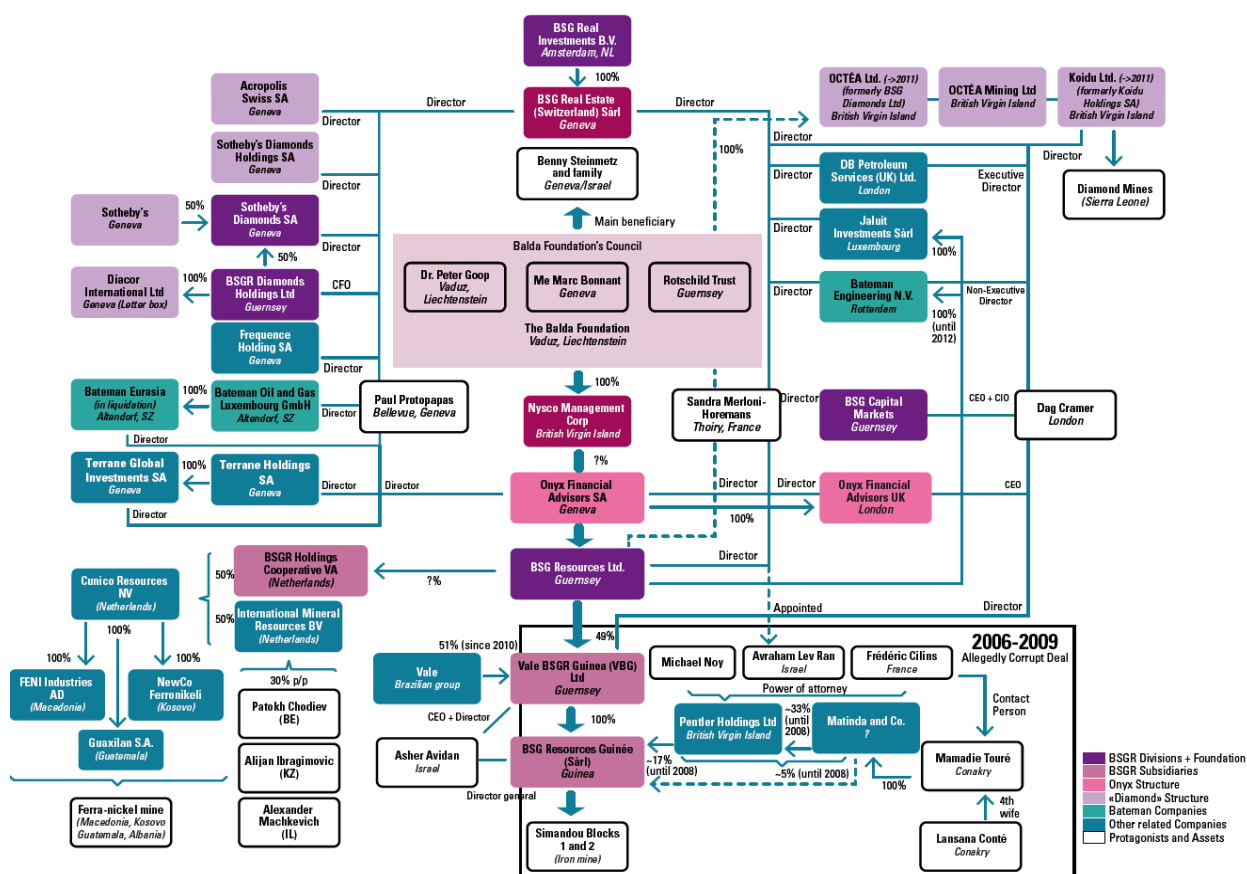 BSG Real
Investments B.V.
Amsterdam, NL
100%
BSG Real Estate
(Switzerland) Sàrl
Geneva
Director
Director
Acropolis
Swiss SA
Geneva
Director
Sotheby's Diamonds
Holdings SA
Geneva
Director
Sotheby's
Geneva
50%
Sotheby's
Diamonds SA
Geneva
Director
50%
Diacor
International Ltd
Geneva (Letter box)
100%
BSGR Diamonds
Holdings Ltd
Guernsey
CFO
Frequence
Holding SA
Geneva
Director
Bateman Eurasia
(in liquidation)
Altendorf, SZ
100%
Bateman Oil and Gas
Luxembourg GmbH
Altendorf, SZ
Director
Paul Protopapas
Bellevue, Geneva
Director
Terrane Global
Investments SA
Geneva
100%
Terrane Holdings
SA
Geneva
Director
Director
Director
Benny Steinmetz
and family
Geneva/Israel
Main beneficiary
Balda Foundation's Council
Dr. Peter Goop
Vaduz,
Liechtenstein
Me Marc Bonnant
Geneva
Rotschild Trust
Guernsey
The Balda Foundation
Vaduz, Liechtenstein
100%
Nysco Management
Corp
British Virgin Island
?%
Onyx Financial
Advisors SA
Geneva
Director
Director
100%
Onyx Financial
Advisors UK
London
CEO
BSG Resources Ltd.
Guernsey
Director
100%
OCTÉA Ltd. (->2011)
(formerly BSG
Diamonds Ltd)
British Virgin Island
OCTÉA Mining Ltd
British Virgin Island
Koidu Ltd. (->2011)
(formerly Koidu
Holdings SA)
British Virgin Island
Director
Director
Diamond Mines
(Sierra Leone)
Director
DB Petroleum
Services (UK) Ltd.
London
Executive
Director
Director
Jaluit
Investments Sàrl
Luxembourg
100%
Director
Bateman
Engineering N.V.
Rotterdam
Non-Executive
Director
100%
(until
2012)
Sandra Merloni-
Horemans
Thoiry, France
Director
BSG Capital
Markets
Guernsey
CEO + CIO
Dag Cramer
London
BSGR Holdings
Cooperative VA
(Netherlands)
?%
50%
50%
Cunico Resources
NV
(Netherlands)
International Mineral
Resources BV
(Netherlands)
100%
100%
100%
FENI Industries
AD
(Macedonia)
NewCo
Ferronikeli
(Kosovo)
Guaxilan S.A.
(Guatemala)
Ferra-nickel mine
(Macedonia, Kosovo
Guatemala, Albania)
30% p/p
Patokh Chodiev
(BE)
Alijan Ibragimovic
(KZ)
Alexander
Machkevich
(IL)
Appointed
Director
49%
2006-2009
Allegedly Corrupt Deal
51% (since 2010)
Vale
Brazilian group
Vale BSGR Guinea (VBG)
Ltd
Guernsey
Michael Noy
Avraham Lev Ran
Israel
Frédéric Cilins
France
Power of attorney
CEO + Director
100%
Asher Avidan
Israel
Director general
BSG Resources Guinée
(Sàrl)
Guinea
Pentler Holdings Ltd
British Virgin Island
~33%
(until
2008)
Matinda and Co.
?
~17%
(until 2008)
~5% (until 2008)
100%
Contact
Person
Mamadie Touré
Conakry
4th
wife
Lansana Conté
Conakry
Simandou Blocks
1 and 2
(Iron mine)
BSGR Divisions + Foundation
BSGR Subsidiaries
Onyx Structure
«Diamond» Structure
Bateman Companies
Other related Companies
Protagonists and Assets